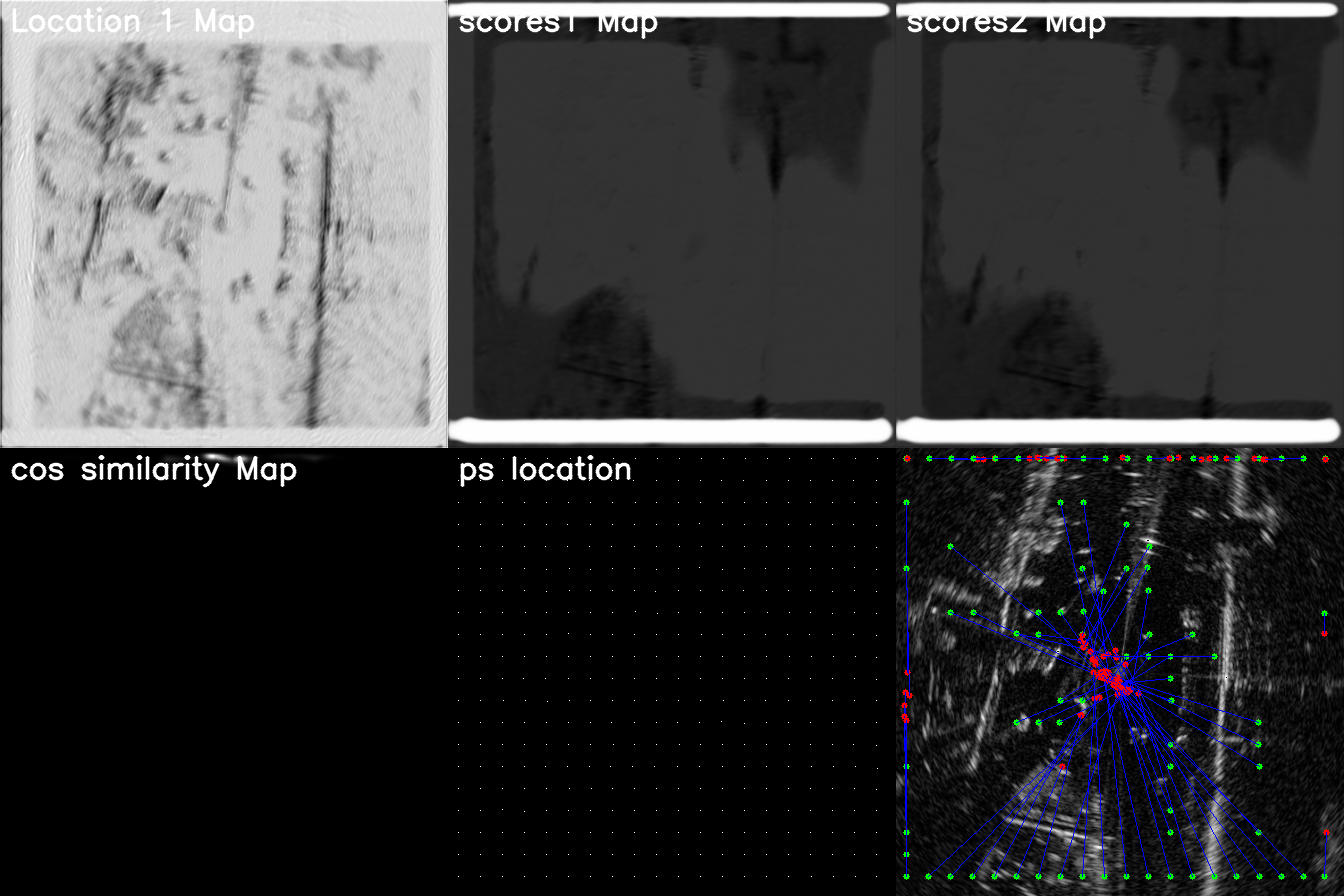 Location 1 Map
scores1 Map
scores2 Map
cos similarity Map
ps location